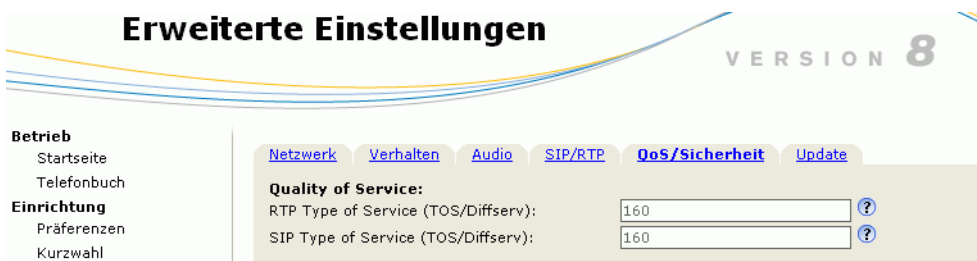 Erweiterte Einstellungen
VERSION 8
Betrieb
Startseite
Telefonbuch
Einrichtung
Präferenzen
Kurzwahl
Netzwerk Verhalten Audio SIP/RTP QoS/Sicherheit Update
Quality of Service:
RTP Type of Service (TOS/Diffserv): 160 ?
SIP Type of Service (TOS/Diffserv): 160 ?